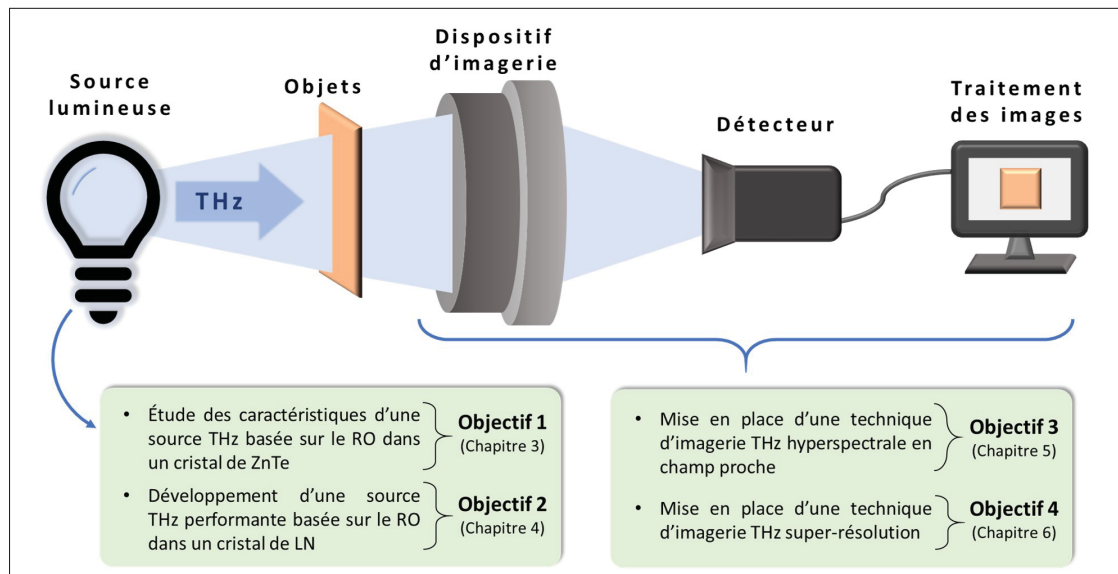 Source
lumineuse
Objets
Dispositif
d’imagerie
Détecteur
Traitement
des images
THz
• Étude des caractéristiques d’une
source THz basée sur le RO dans
un cristal de ZnTe
Objectif 1
(Chapitre 3)
• Développement d’une source
THz performante basée sur le RO
dans un cristal de LN
Objectif 2
(Chapitre 4)
• Mise en place d’une technique
d’imagerie THz hyperspectrale en
champ proche
Objectif 3
(Chapitre 5)
• Mise en place d’une technique
d’imagerie THz super-résolution
Objectif 4
(Chapitre 6)